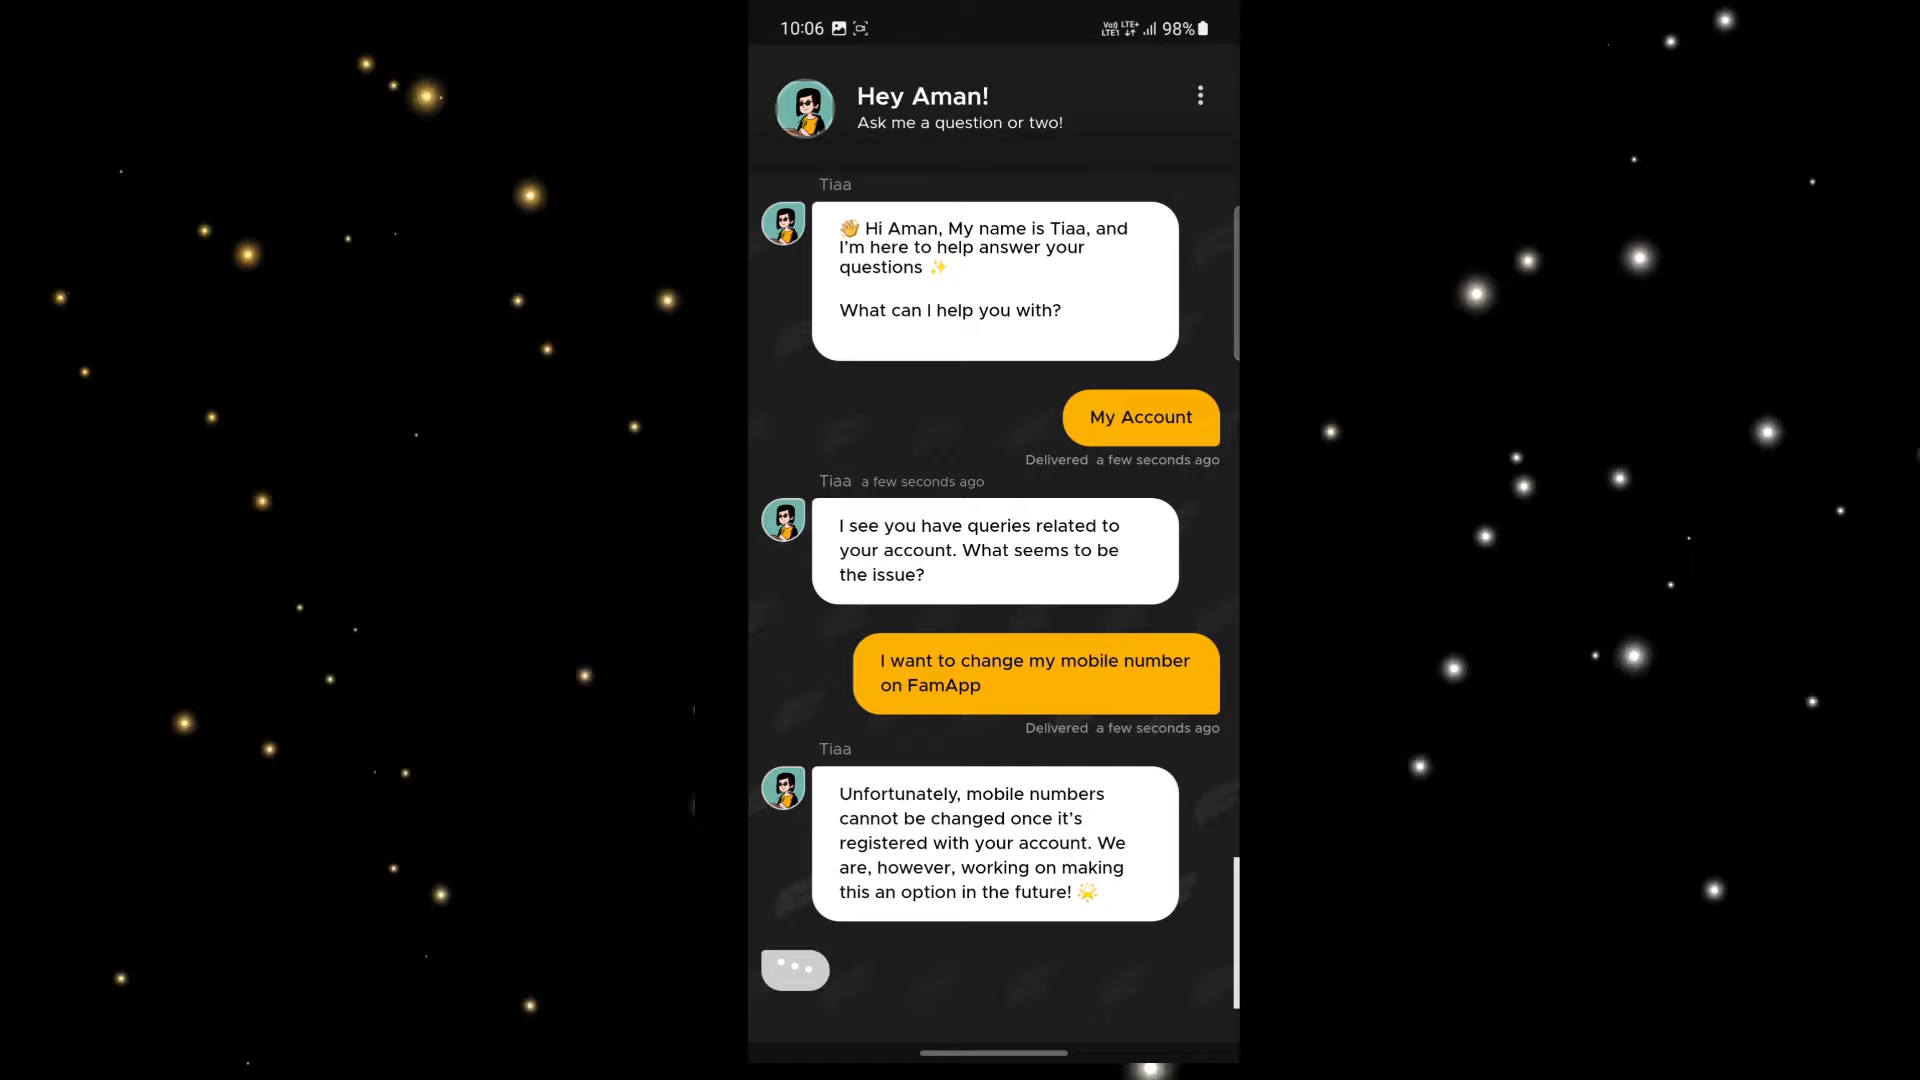 10:06
Vo)) LTE+
LTE1
98%
Hey Aman!
Ask me a question or two!
Tiaa
👋 Hi Aman, My name is Tiaa, and
I’m here to help answer your
questions ✨
What can I help you with?
My Account
Delivered a few seconds ago
Tiaa a few seconds ago
I see you have queries related to
your account. What seems to be
the issue?
I want to change my mobile number
on FamApp
Delivered a few seconds ago
Tiaa
Unfortunately, mobile numbers
cannot be changed once it’s
registered with your account. We
are, however, working on making
this an option in the future! 🌟